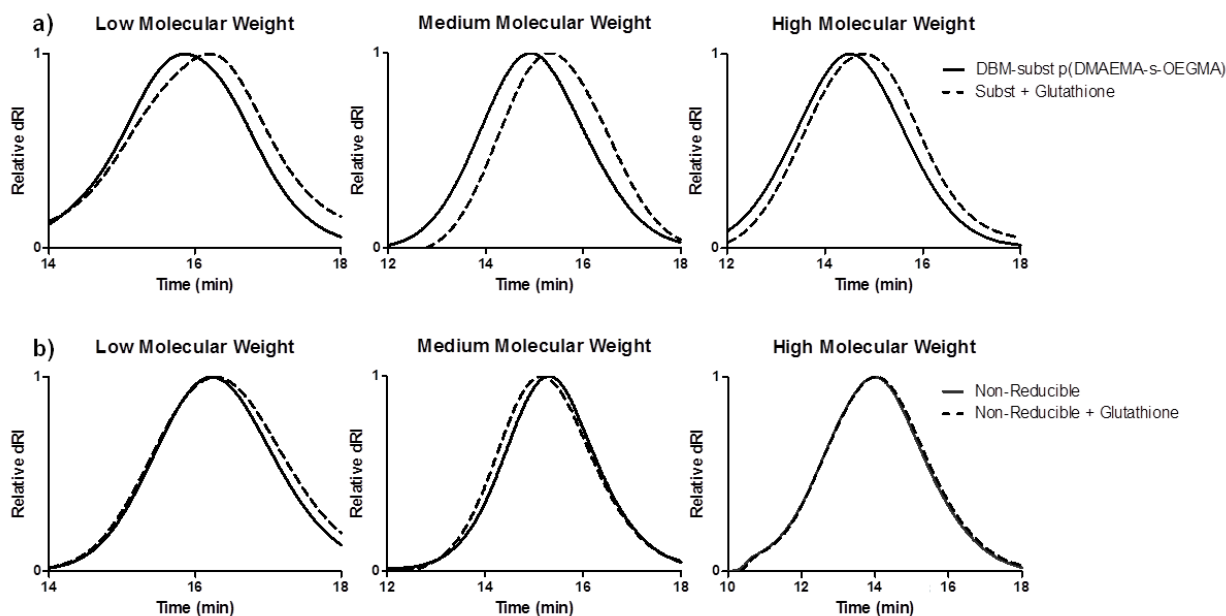 a)
Low Molecular Weight
Medium Molecular Weight
High Molecular Weight
Relative dRI
1
0
14
16
18
Time (min)
Relative dRI
1
0
12
14
16
18
Time (min)
Relative dRI
1
0
12
14
16
18
Time (min)
DBM-subst p(DMAEMA-s-OEGMA)
Subst + Glutathione
b)
Low Molecular Weight
Medium Molecular Weight
High Molecular Weight
Relative dRI
1
0
14
16
18
Time (min)
Relative dRI
1
0
12
14
16
18
Time (min)
Relative dRI
1
0
10
12
14
16
18
Time (min)
Non-Reducible
Non-Reducible + Glutathione